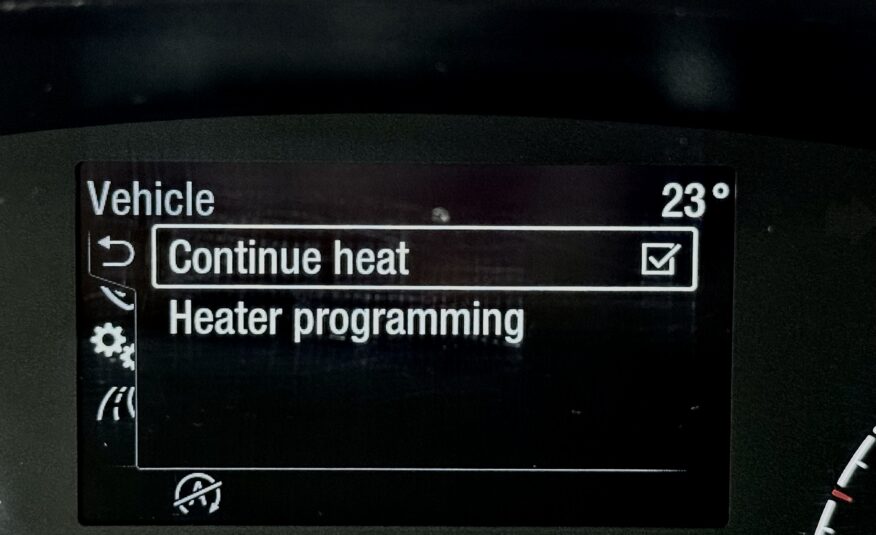 Vehicle 23°
Continue heat
Heater programming
A